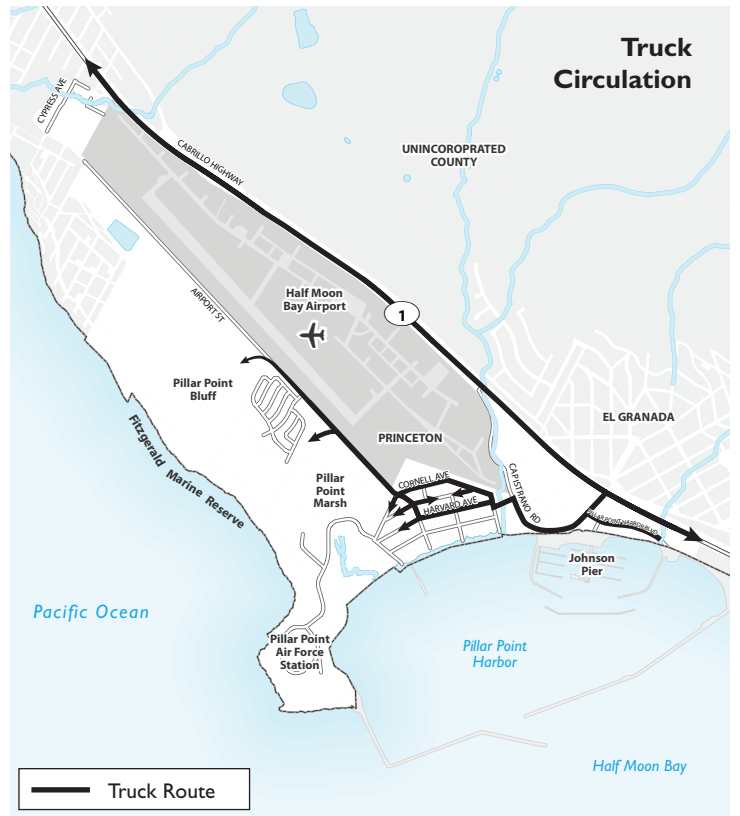 Truck
Circulation
CYPRESS AVE
CABRILLO HIGHWAY
UNINCOROPRATED
COUNTY
AIRPORT ST
Half Moon
Bay Airport
1
Pillar Point
Bluff
Fitzgerald Marine Reserve
EL GRANADA
PRINCETON
Pillar
Point
Marsh
CORNELL AVE
HARVARD AVE
CAPISTRANO RD
PILLAR POINT HARBOR BLVD
Johnson
Pier
Pacific Ocean
Pillar Point
Air Force
Station
Pillar Point
Harbor
Half Moon Bay
Truck Route